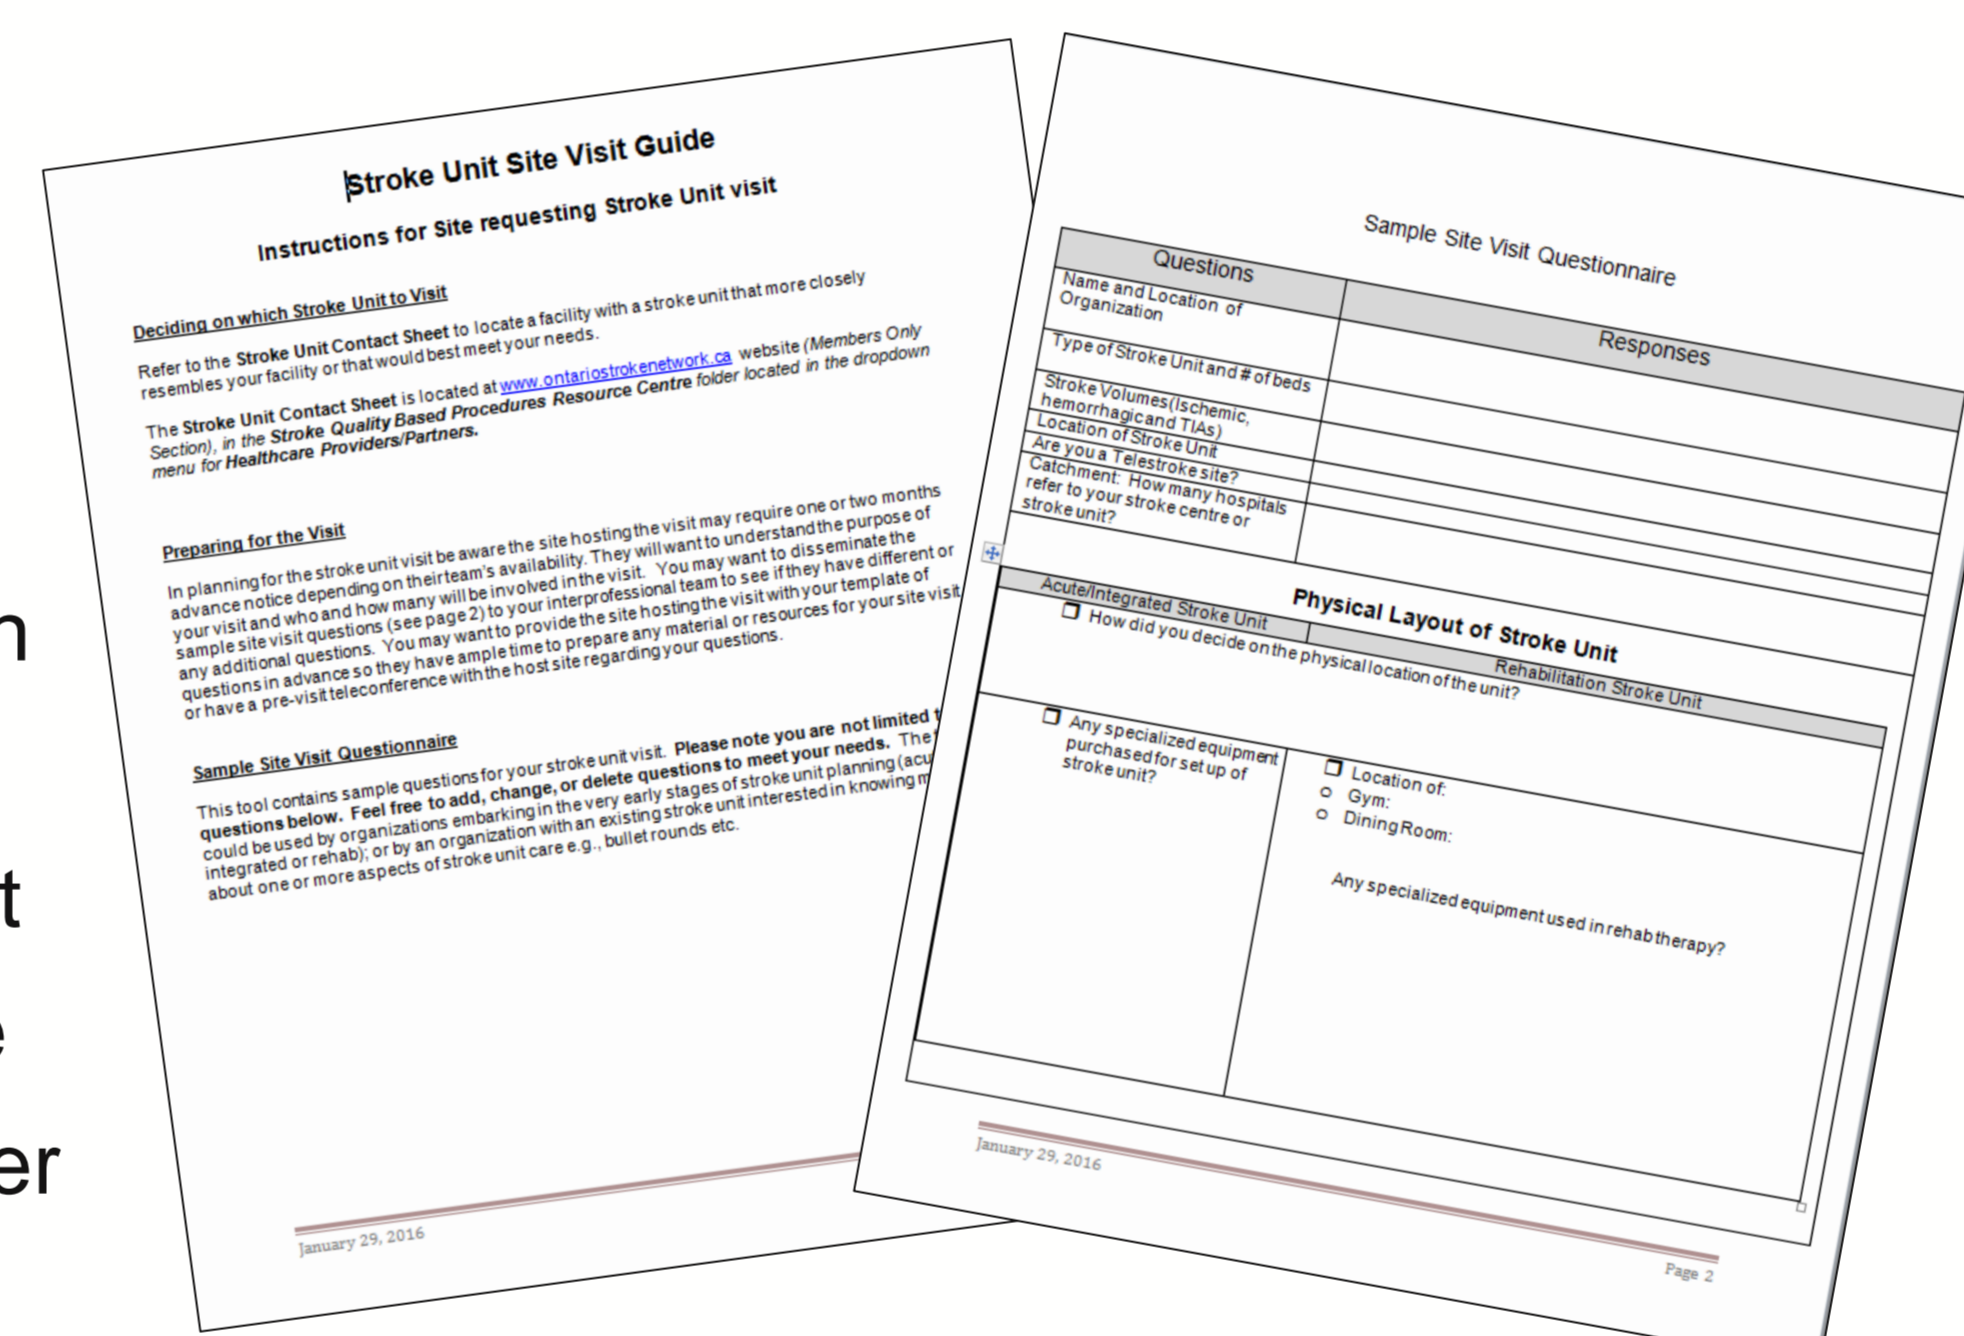 n
t
e
er
Stroke Unit Site Visit Guide
Instructions for Site requesting Stroke Unit visit
Deciding on which Stroke Unit to Visit
Refer to the Stroke Unit Contact Sheet to locate a facility with a stroke unit that more closely
resembles your facility or that would best meet your needs.
The Stroke Unit Contact Sheet is located at www.ontariostrokenetwork.ca website (Members Only
Section), in the Stroke Quality Based Procedures Resource Centre folder located in the dropdown
menu for Healthcare Providers/Partners.
Preparing for the Visit
In planning for the stroke unit visit be aware the site hosting the visit may require one or two months
advance notice depending on their team's availability. They will want to understand the purpose of
your visit and who and how many will be involved in the visit. You may want to disseminate the
sample site visit questions (see page 2) to your interprofessional team to see if they have different or
any additional questions. You may want to provide the site hosting the visit with your template of
questions in advance so they have ample time to prepare any material or resources for your site visit
or have a pre-visit teleconference with the host site regarding your questions.
Sample Site Visit Questionnaire
This tool contains sample questions for your stroke unit visit. Please note you are not limited
questions below. Feel free to add, change, or delete questions to meet your needs. The
could be used by organizations embarking in the very early stages of stroke unit planning (acu
integrated or rehab); or by an organization with an existing stroke unit interested in knowing m
about one or more aspects of stroke unit care e.g., bullet rounds etc.
January 29, 2016
Sample Site Visit Questionnaire
Questions
Responses
Name and Location of
Organization
Type of Stroke Unit and # of beds
Stroke Volumes (Ischemic,
hemorrhagic and TIAs)
Location of Stroke Unit
Are you a Telestroke site?
Catchment: How many hospitals
refer to your stroke centre or
stroke unit?
Physical Layout of Stroke Unit
Acute/Integrated Stroke Unit
Rehabilitation Stroke Unit
❒ How did you decide on the physical location of the unit?
❒ Any specialized equipment
purchased for set up of
stroke unit?
❒ Location of:
o Gym:
o Dining Room:
Any specialized equipment used in rehab therapy?
January 29, 2016
Page 2